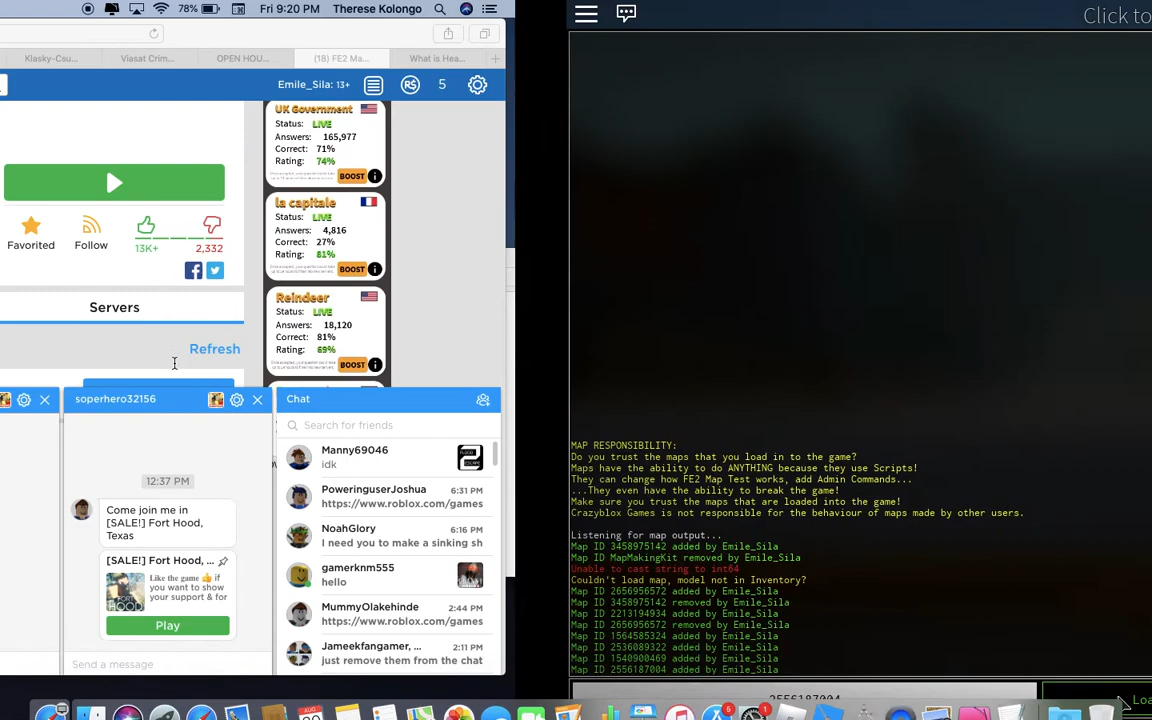 78% Fri 9:20 PM Therese Kolongo
Klasky-Csu... Viasat Crim... OPEN HOU... (18) FE2 Ma... What is Hea...
Emile_Sila: 13+ R$ 5
UK Government
Status: LIVE
Answers: 165,977
Correct: 71%
Rating: 74%
BOOST
la capitale
Status: LIVE
Answers: 4,816
Correct: 27%
Rating: 81%
BOOST
Reindeer
Status: LIVE
Answers: 18,120
Correct: 81%
Rating: 69%
BOOST
Favorited Follow 13K+ 2,332
Servers
Refresh
soperhero32156
12:37 PM
Come join me in
[SALE!] Fort Hood,
Texas
[SALE!] Fort Hood, ...
FORT
HOOD
Like the game 👍 if
you want to show
your support & for
Play
Send a message
Chat
Search for friends
Manny69046
idk
PoweringuserJoshua 6:31 PM
https://www.roblox.com/games
NoahGlory 6:16 PM
I need you to make a sinking sh
gamerknm555
hello
MummyOlakehinde 2:44 PM
https://www.roblox.com/games
Jameekfangamer, ... 2:11 PM
just remove them from the chat
Click to
MAP RESPONSIBILITY:
Do you trust the maps that you load in to the game?
Maps have the ability to do ANYTHING because they use Scripts!
They can change how FE2 Map Test works, add Admin Commands...
...They even have the ability to break the game!
Make sure you trust the maps that are loaded into the game!
Crazyblox Games is not responsible for the behaviour of maps made by other users.
Listening for map output...
Map ID 3458975142 added by Emile_Sila
Map ID MapMakingKit removed by Emile_Sila
Unable to cast string to int64
Couldn't load map, model not in Inventory?
Map ID 2656956572 added by Emile_Sila
Map ID 3458975142 removed by Emile_Sila
Map ID 2213194934 added by Emile_Sila
Map ID 2656956572 removed by Emile_Sila
Map ID 1564585324 added by Emile_Sila
Map ID 2536089322 added by Emile_Sila
Map ID 1540900469 added by Emile_Sila
Map ID 2556187004 added by Emile_Sila
2556187004
Loa